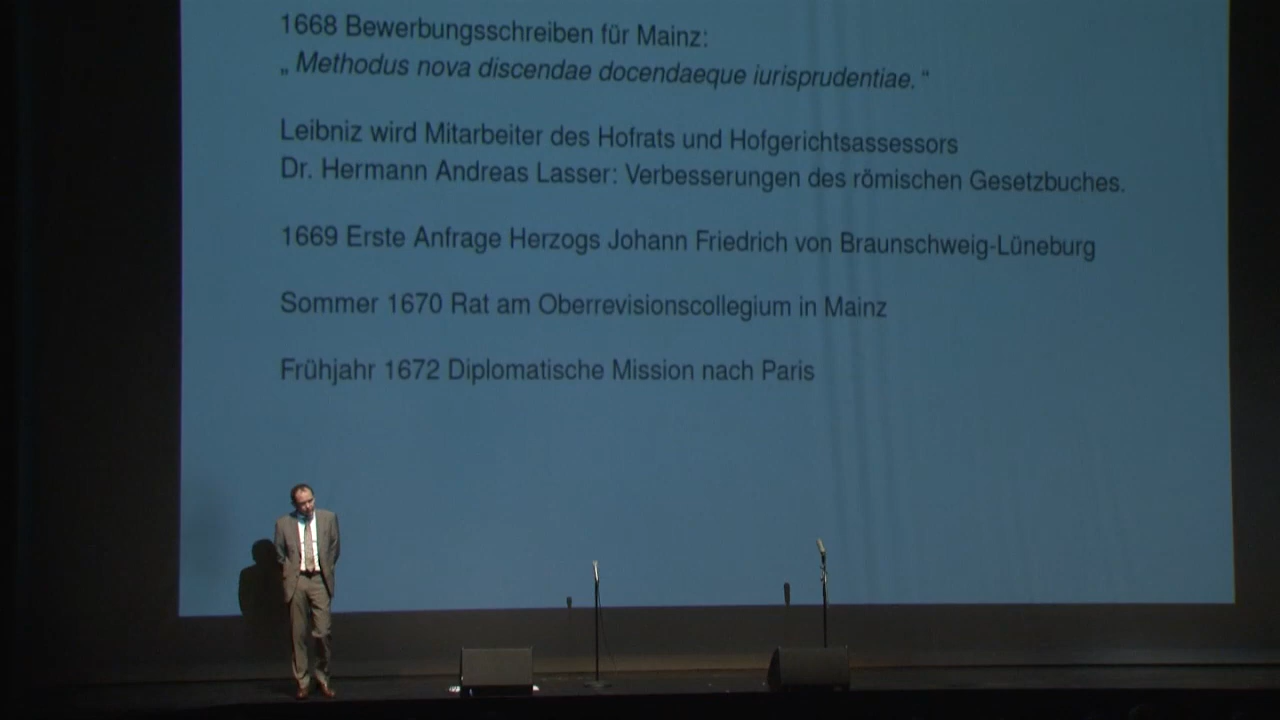 1668 Bewerbungsschreiben für Mainz:
„ Methodus nova discendae docendaeque iurisprudentiae. “
Leibniz wird Mitarbeiter des Hofrats und Hofgerichtsassessors
Dr. Hermann Andreas Lasser: Verbesserungen des römischen Gesetzbuches.
1669 Erste Anfrage Herzogs Johann Friedrich von Braunschweig-Lüneburg
Sommer 1670 Rat am Oberrevisionscollegium in Mainz
Frühjahr 1672 Diplomatische Mission nach Paris